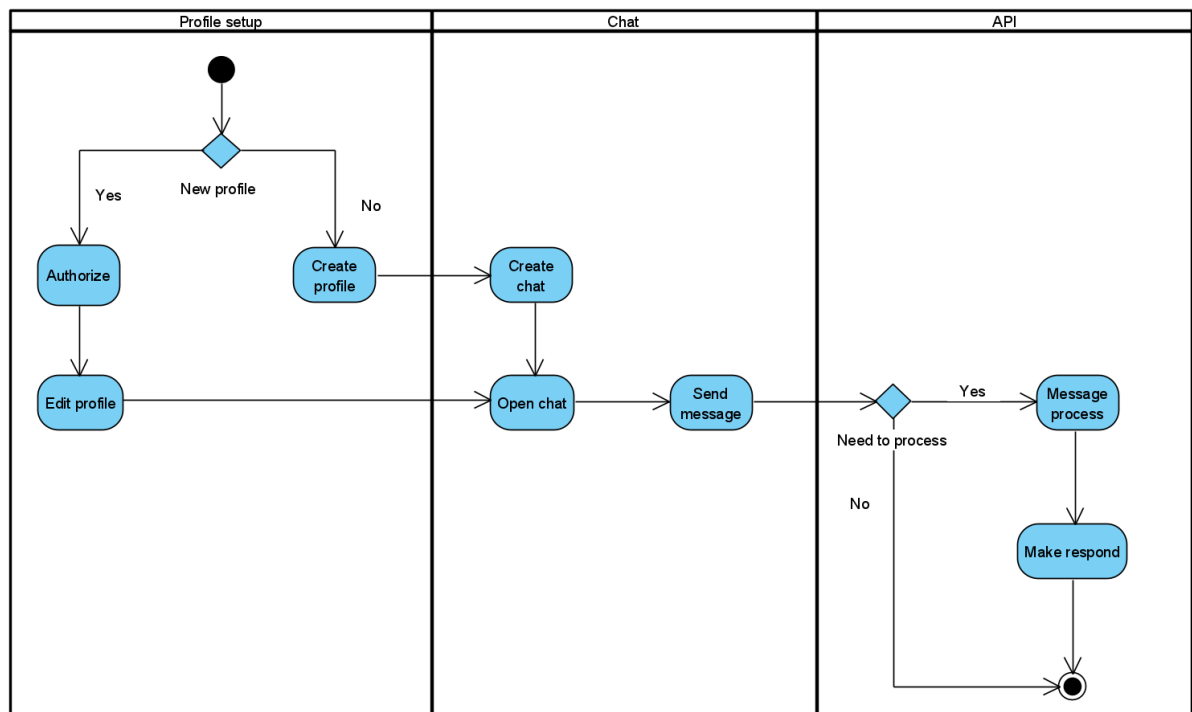 Profile setup
Chat
API
New profile
Yes
No
Authorize
Create
profile
Create
chat
Edit profile
Open chat
Send
message
Need to process
Yes
Message
process
No
Make respond